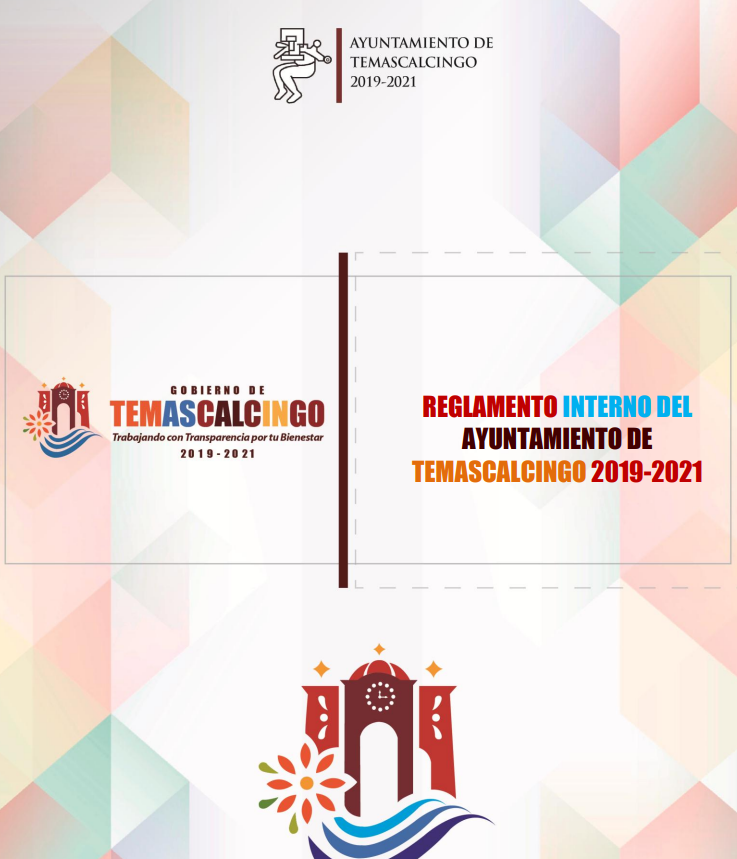 AYUNTAMIENTO DE
TEMASCALCINGO
2019-2021
GOBIERNO DE
TEMASCALCINGO
Trabajando con Transparencia por tu Bienestar
2019-2021
REGLAMENTO INTERNO DEL
AYUNTAMIENTO DE
TEMASCALCINGO 2019-2021